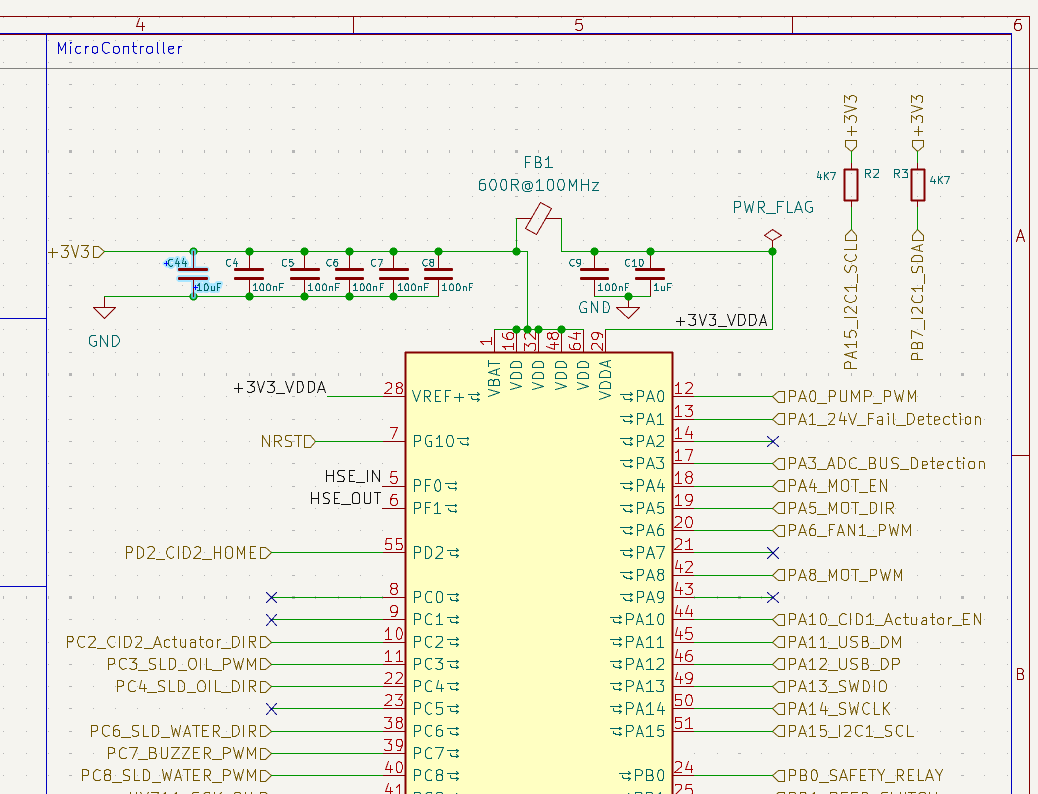 4 5 6
MicroController
+3V3 +3V3
FB1
600R@100MHz
4K7 R2 R3 4K7
PWR_FLAG
A
+3V3
C44 C4 C5 C6 C7 C8 C9 C10
10uF 100nF 100nF 100nF 100nF 100nF 100nF 1uF
GND
GND
PA15_I2C1_SCL
PB7_I2C1_SDA
+3V3_VDDA
1 16 32 48 64 29
VBAT VDD VDD VDD VDD VDDA
+3V3_VDDA 28 VREF+ PA0 12 PA0_PUMP_PWM
PA1 13 PA1_24V_Fail_Detection
NRST 7 PG10 PA2 14
PA3 17 PA3_ADC_BUS_Detection
HSE_IN 5 PF0 PA4 18 PA4_MOT_EN
HSE_OUT 6 PF1 PA5 19 PA5_MOT_DIR
PA6 20 PA6_FAN1_PWM
PD2_CID2_HOME 55 PD2 PA7 21
PA8 42 PA8_MOT_PWM
8 PC0 PA9 43
9 PC1 PA10 44 PA10_CID1_Actuator_EN
PC2_CID2_Actuator_DIR 10 PC2 PA11 45 PA11_USB_DM
PC3_SLD_OIL_PWM 11 PC3 PA12 46 PA12_USB_DP
B
PC4_SLD_OIL_DIR 22 PC4 PA13 49 PA13_SWDIO
23 PC5 PA14 50 PA14_SWCLK
PC6_SLD_WATER_DIR 38 PC6 PA15 51 PA15_I2C1_SCL
PC7_BUZZER_PWM 39 PC7
PC8_SLD_WATER_PWM 40 PC8 PB0 24 PB0_SAFETY_RELAY
41 25